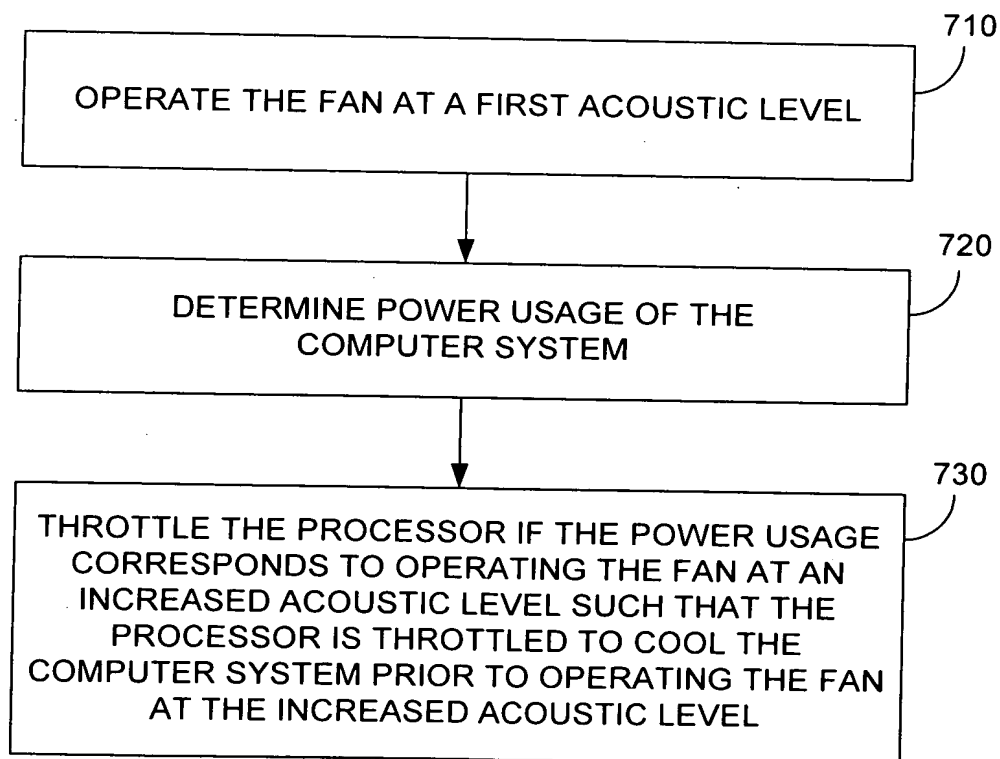 710
OPERATE THE FAN AT A FIRST ACOUSTIC LEVEL
720
DETERMINE POWER USAGE OF THE
COMPUTER SYSTEM
730
THROTTLE THE PROCESSOR IF THE POWER USAGE
CORRESPONDS TO OPERATING THE FAN AT AN
INCREASED ACOUSTIC LEVEL SUCH THAT THE
PROCESSOR IS THROTTLED TO COOL THE
COMPUTER SYSTEM PRIOR TO OPERATING THE FAN
AT THE INCREASED ACOUSTIC LEVEL